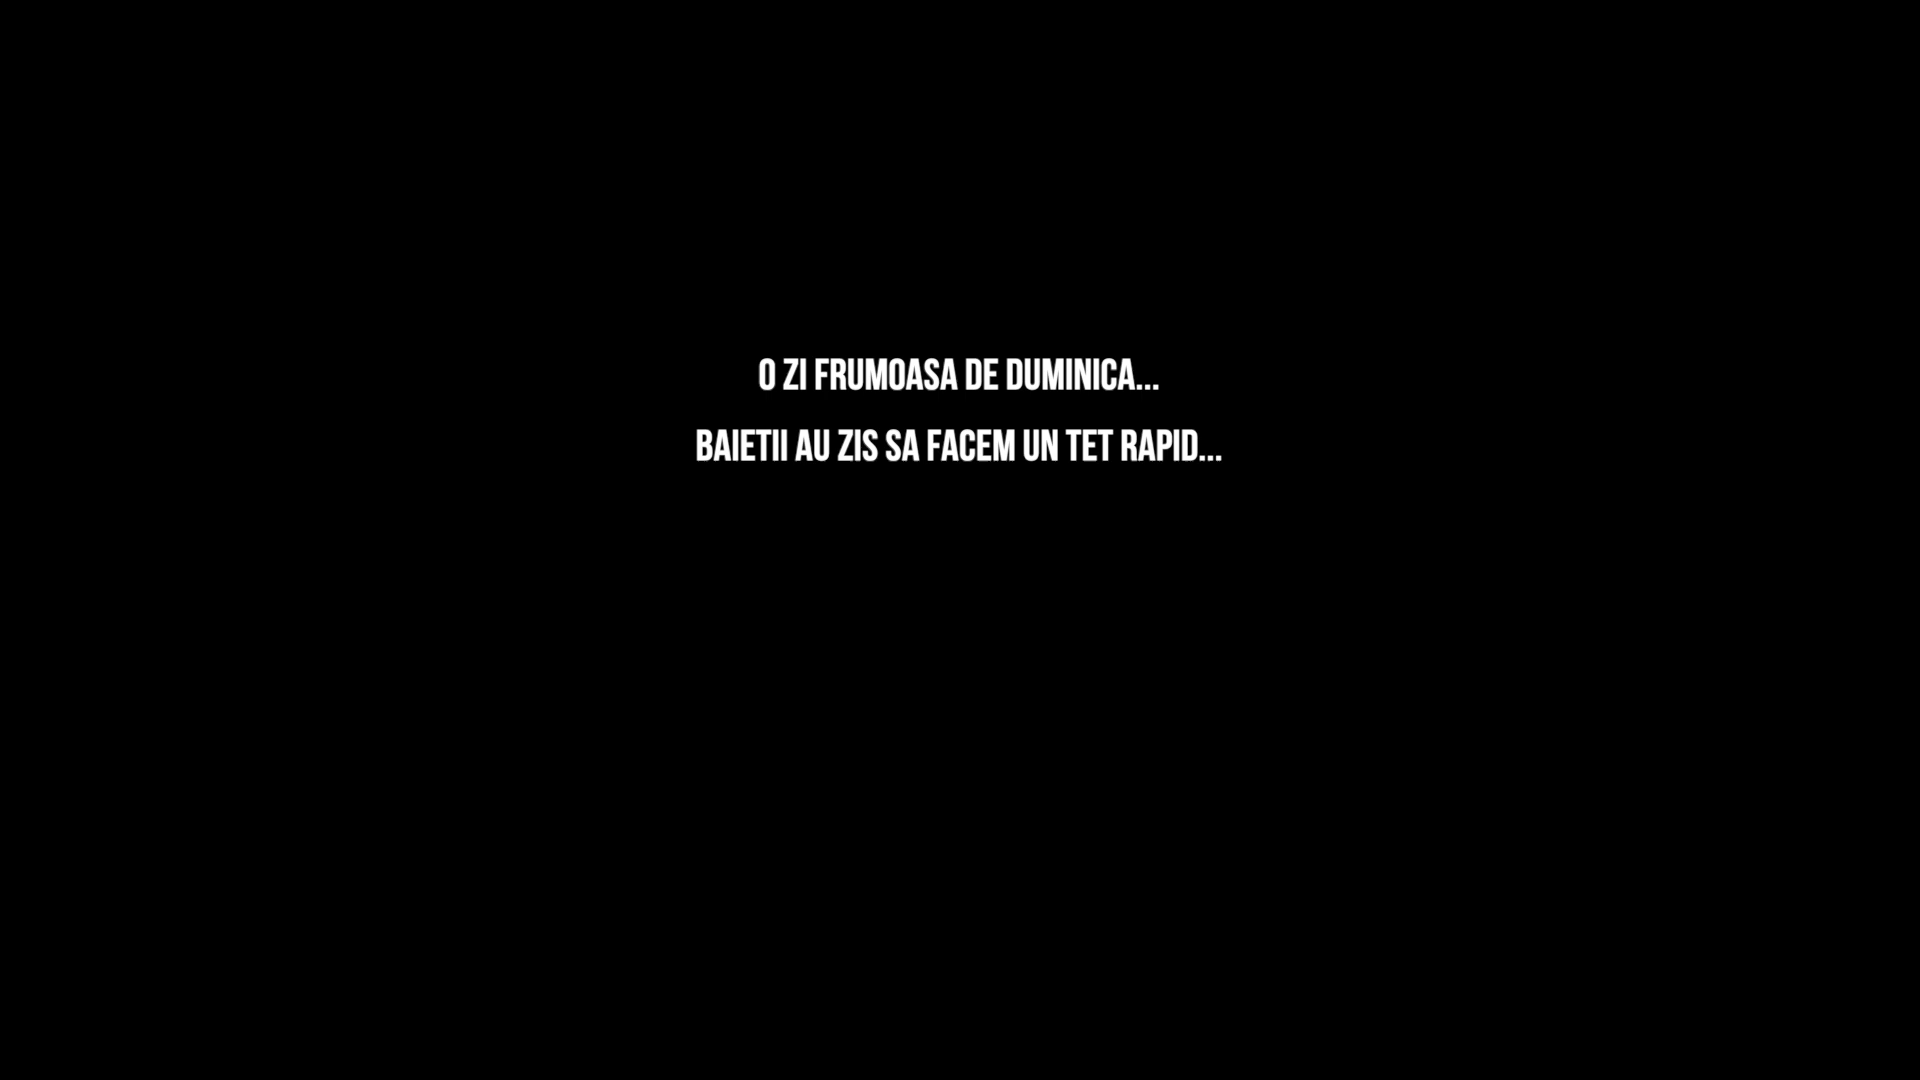 O ZI FRUMOASA DE DUMINICA...
BAIETII AU ZIS SA FACEM UN TET RAPID...